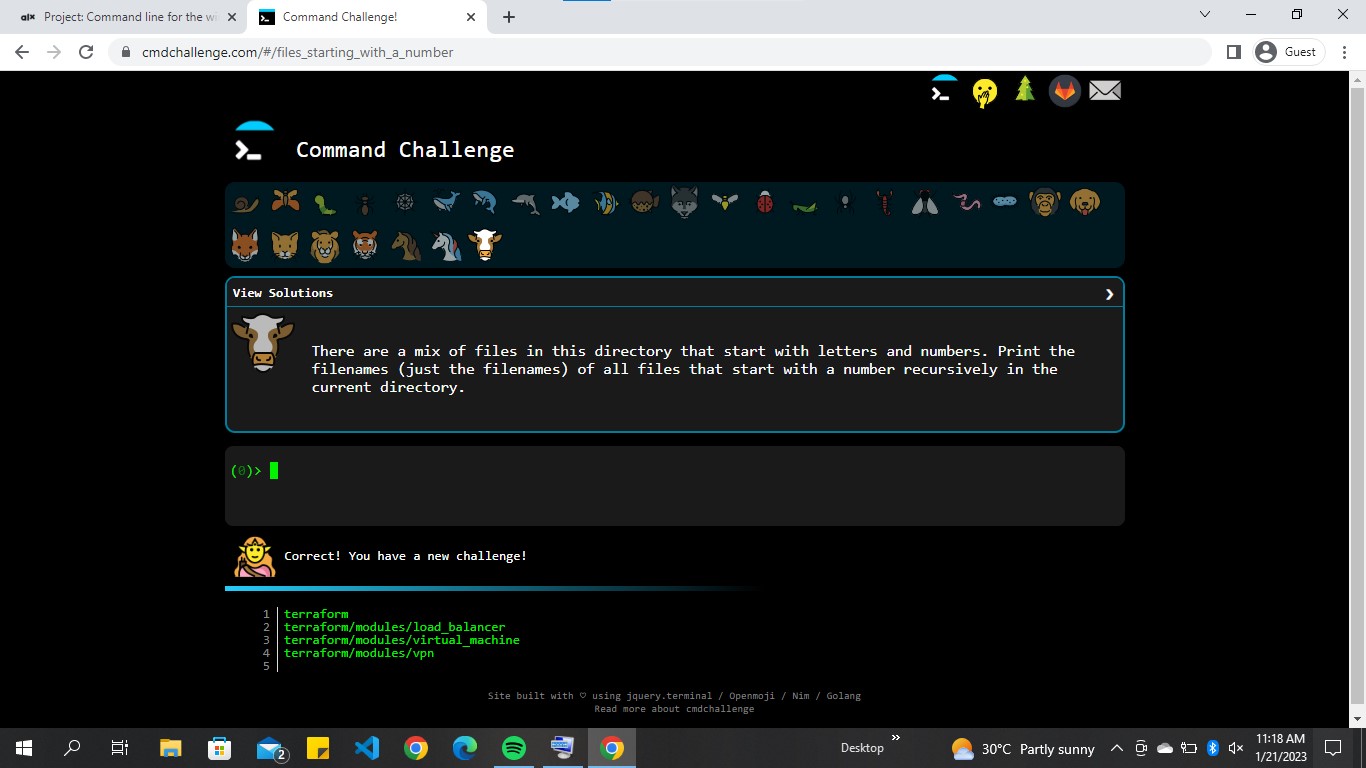 alx Project: Command line for the wi
Command Challenge!
cmdchallenge.com/#/files_starting_with_a_number
Guest
Command Challenge
View Solutions
There are a mix of files in this directory that start with letters and numbers. Print the
filenames (just the filenames) of all files that start with a number recursively in the
current directory.
(0)>
Correct! You have a new challenge!
1 terraform
2 terraform/modules/load_balancer
3 terraform/modules/virtual_machine
4 terraform/modules/vpn
5
Site built with ♡ using jquery.terminal / Openmoji / Nim / Golang
Read more about cmdchallenge
2
Desktop
30°C Partly sunny
11:18 AM
1/21/2023